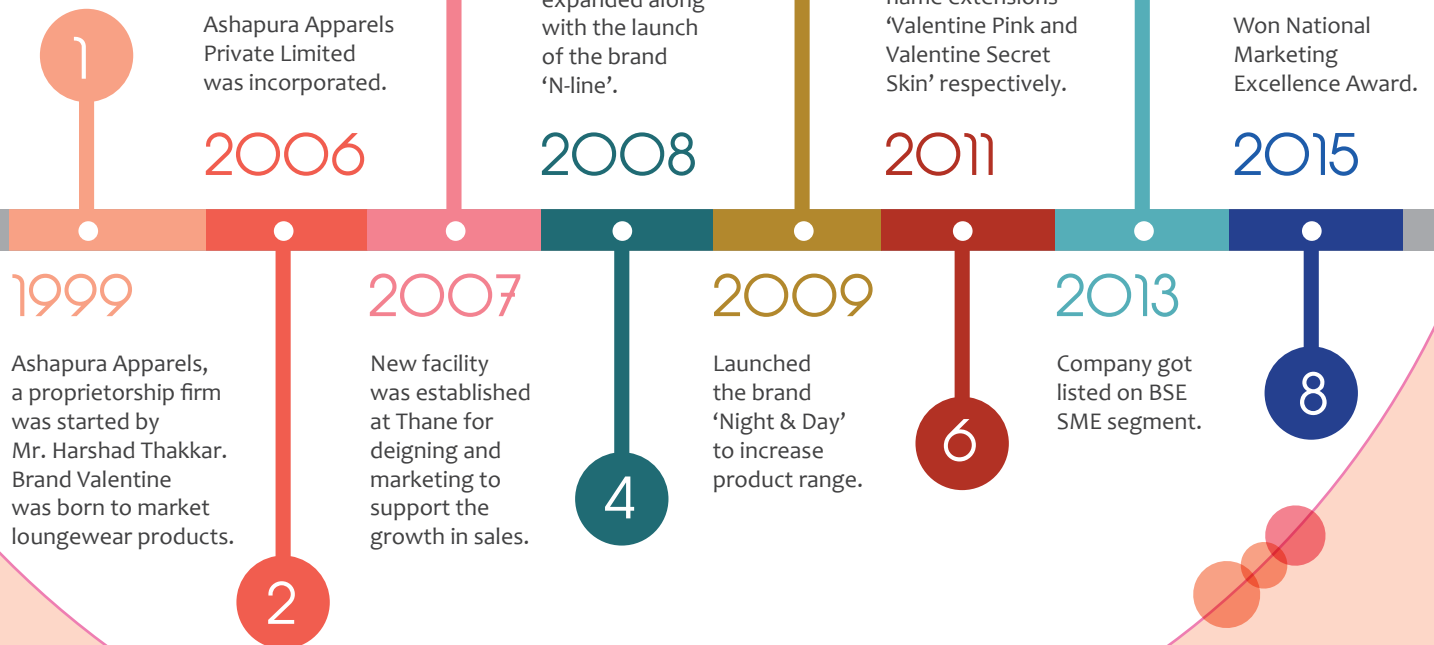 1
Ashapura Apparels
Private Limited
was incorporated.
2006
expanded along
with the launch
of the brand
‘N-line’.
2008
name extensions
‘Valentine Pink and
Valentine Secret
Skin’ respectively.
2011
Won National
Marketing
Excellence Award.
2015
1999
Ashapura Apparels,
a proprietorship firm
was started by
Mr. Harshad Thakkar.
Brand Valentine
was born to market
loungewear products.
2
2007
New facility
was established
at Thane for
deigning and
marketing to
support the
growth in sales.
4
2009
Launched
the brand
‘Night & Day’
to increase
product range.
6
2013
Company got
listed on BSE
SME segment.
8